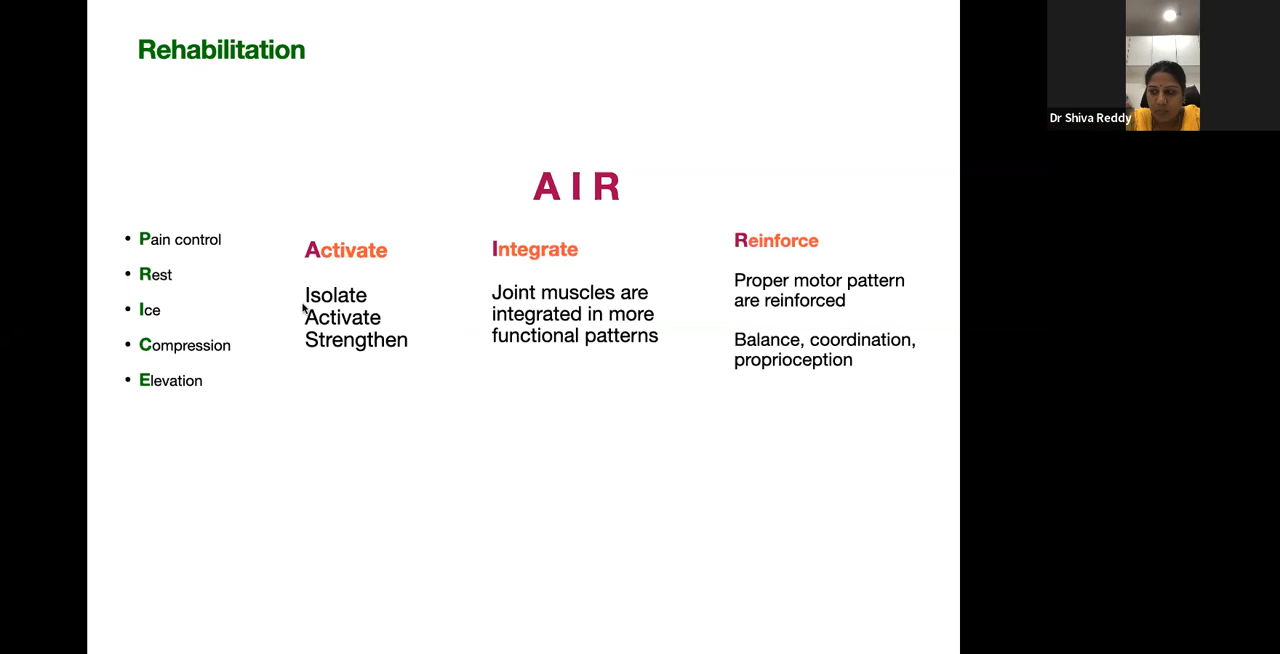 Rehabilitation
A I R
• Pain control
• Rest
• Ice
• Compression
• Elevation
Activate
Isolate
Activate
Strengthen
Integrate
Joint muscles are
integrated in more
functional patterns
Reinforce
Proper motor pattern
are reinforced
Balance, coordination,
proprioception
Dr Shiva Reddy